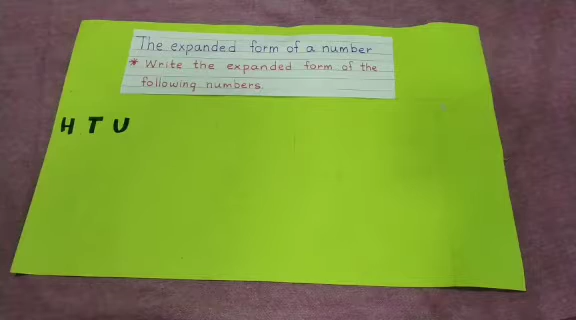 The expanded form of a number
* Write the expanded form of the
following numbers.
H T U